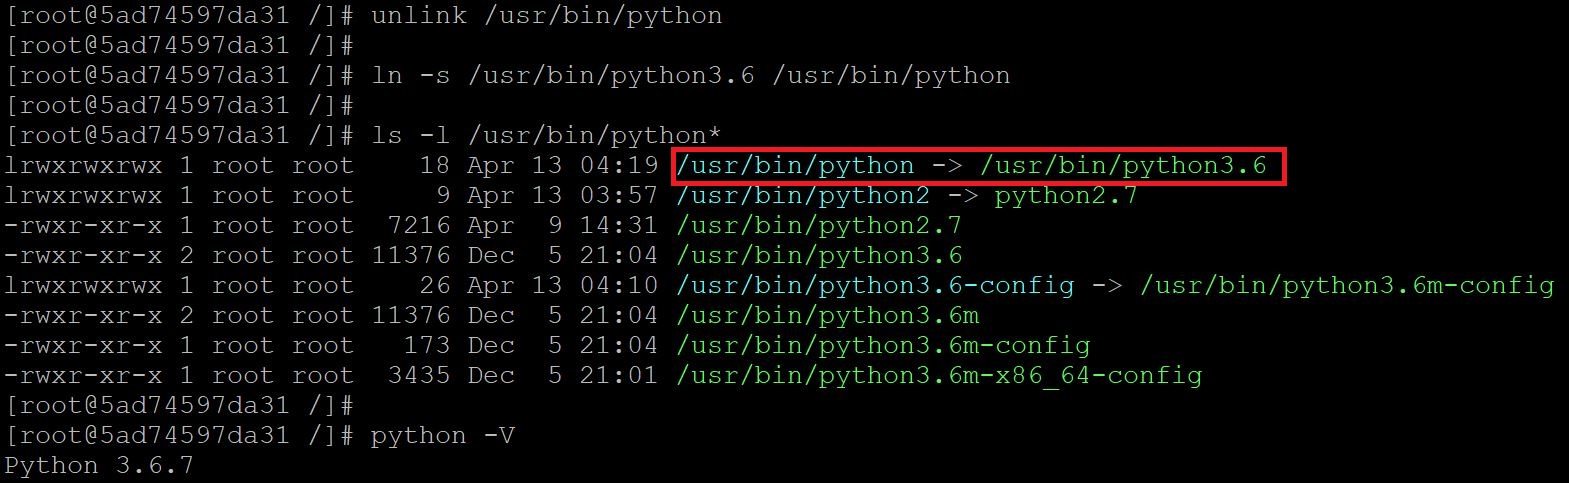 [root@5ad74597da31 /]# unlink /usr/bin/python
[root@5ad74597da31 /]#
[root@5ad74597da31 /]# ln -s /usr/bin/python3.6 /usr/bin/python
[root@5ad74597da31 /]#
[root@5ad74597da31 /]# ls -l /usr/bin/python*
lrwxrwxrwx 1 root root    18 Apr 13 04:19 /usr/bin/python -> /usr/bin/python3.6
lrwxrwxrwx 1 root root     9 Apr 13 03:57 /usr/bin/python2 -> python2.7
-rwxr-xr-x 1 root root  7216 Apr  9 14:31 /usr/bin/python2.7
-rwxr-xr-x 2 root root 11376 Dec  5 21:04 /usr/bin/python3.6
lrwxrwxrwx 1 root root    26 Apr 13 04:10 /usr/bin/python3.6-config -> /usr/bin/python3.6m-config
-rwxr-xr-x 2 root root 11376 Dec  5 21:04 /usr/bin/python3.6m
-rwxr-xr-x 1 root root   173 Dec  5 21:04 /usr/bin/python3.6m-config
-rwxr-xr-x 1 root root  3435 Dec  5 21:01 /usr/bin/python3.6m-x86_64-config
[root@5ad74597da31 /]#
[root@5ad74597da31 /]# python -V
Python 3.6.7